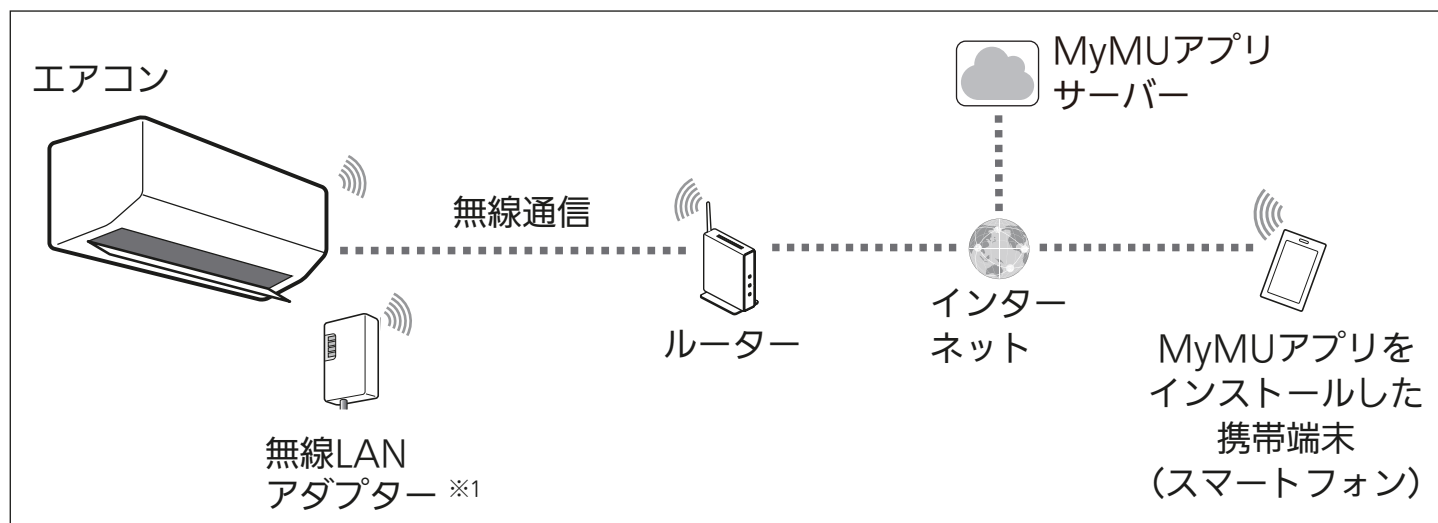 エアコン
MyMUアプリ
サーバー
無線通信
ルーター
インター
ネット
MyMUアプリを
インストールした
携帯端末
（スマートフォン）
無線LAN
アダプター ※1